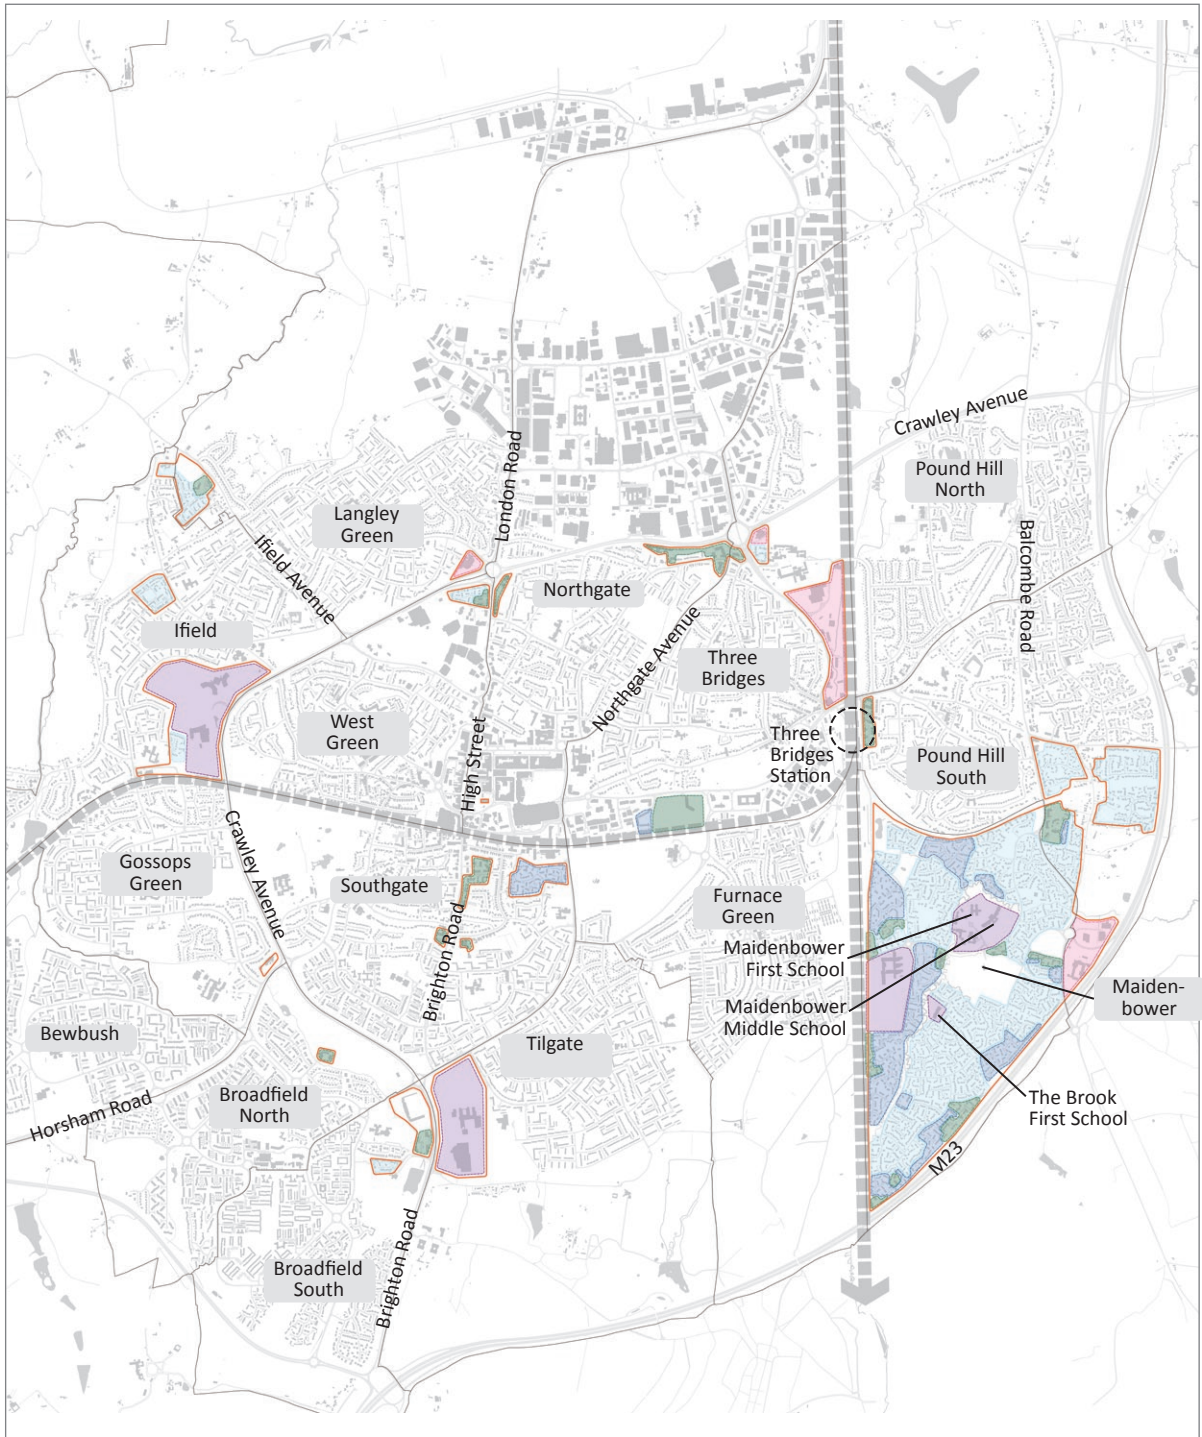 Crawley Avenue
Pound Hill
North
London Road
Langley
Green
Balcombe Road
Ifield Avenue
Northgate
Ifield
Northgate Avenue
Three
Bridges
West
Green
High Street
Three
Bridges
Station
Pound Hill
South
Crawley Avenue
Gossops
Green
Southgate
Furnace
Green
Brighton Road
Maidenbower
First School
Maiden-
bower
Maidenbower
Middle School
Bewbush
Tilgate
Broadfield
North
Horsham Road
The Brook
First School
M23
Broadfield
South
Brighton Road